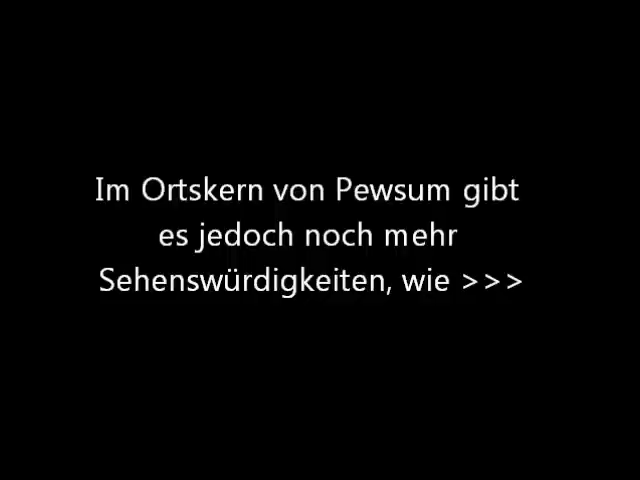 Im Ortskern von Pewsum gibt
es jedoch noch mehr
Sehenswürdigkeiten, wie >>>